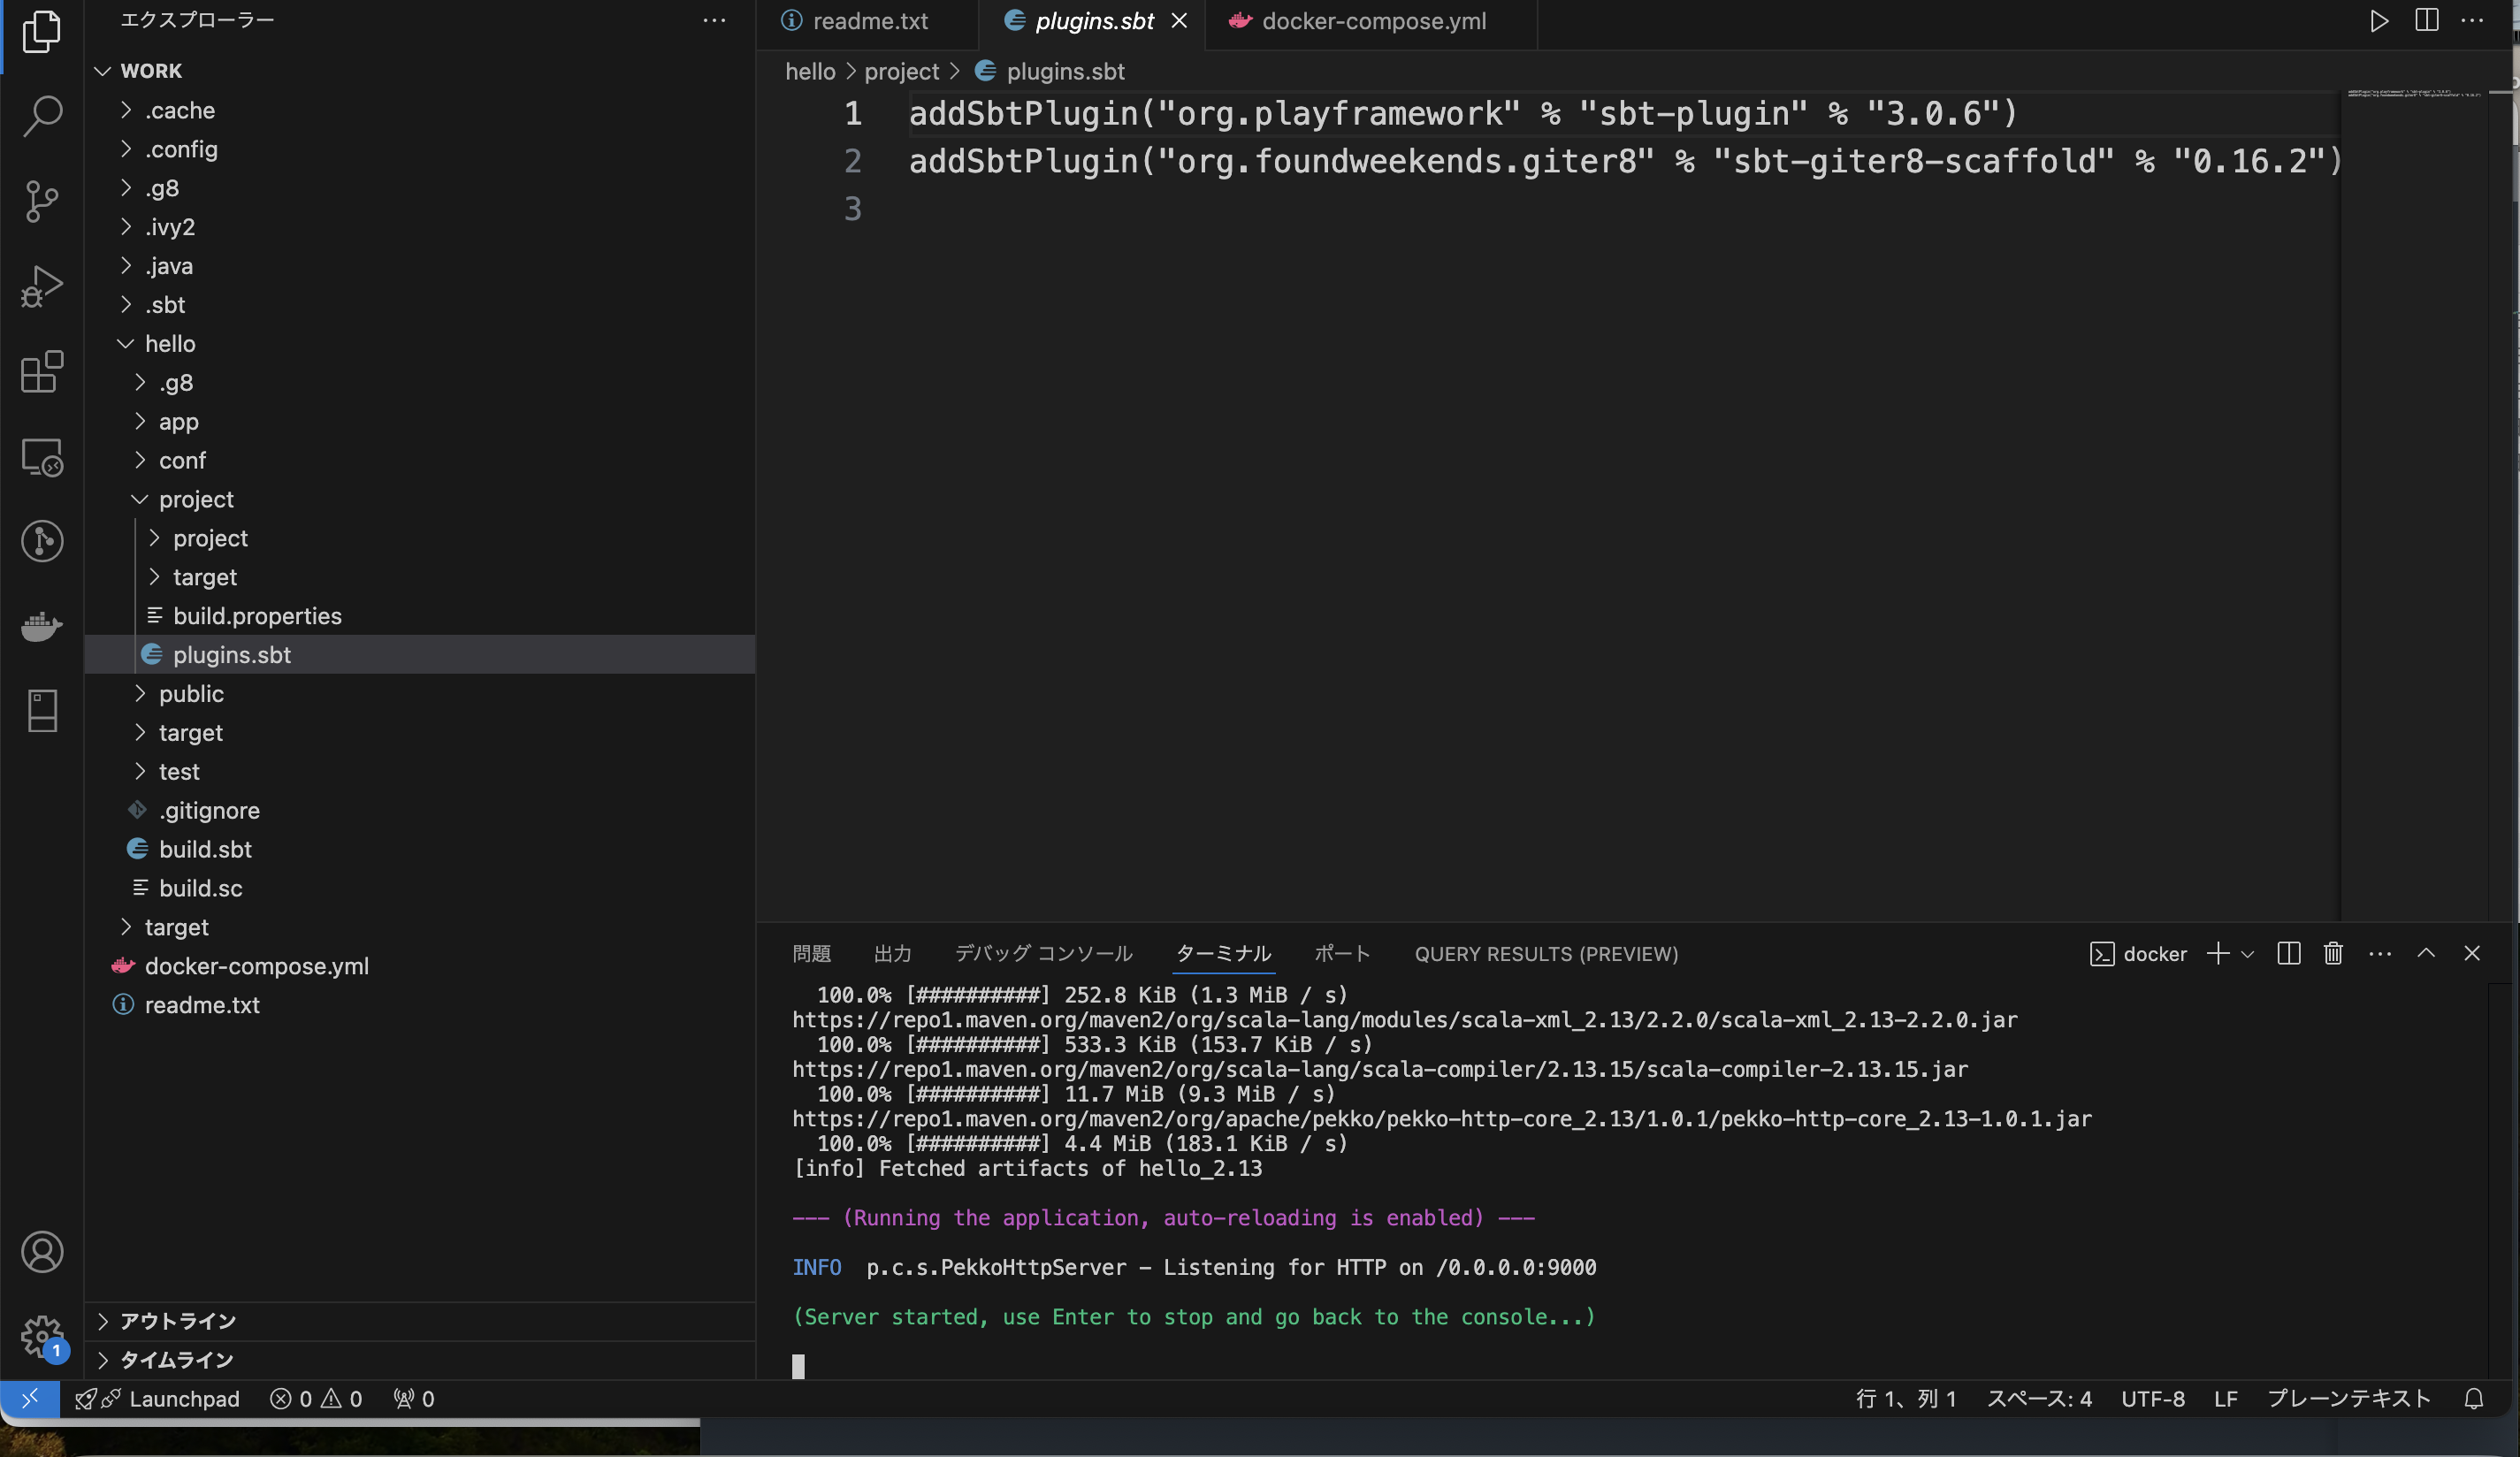 エクスプローラー
WORK
.cache
.config
.g8
.ivy2
.java
.sbt
hello
.g8
app
conf
project
project
target
build.properties
plugins.sbt
public
target
test
.gitignore
build.sbt
build.sc
target
docker-compose.yml
readme.txt
アウトライン
タイムライン
readme.txt
plugins.sbt
docker-compose.yml
hello > project > plugins.sbt
1 addSbtPlugin("org.playframework" % "sbt-plugin" % "3.0.6")
2 addSbtPlugin("org.foundweekends.giter8" % "sbt-giter8-scaffold" % "0.16.2")
3
問題 出力 デバッグ コンソール ターミナル ポート QUERY RESULTS (PREVIEW) docker
100.0% [##########] 252.8 KiB (1.3 MiB / s)
https://repo1.maven.org/maven2/org/scala-lang/modules/scala-xml_2.13/2.2.0/scala-xml_2.13-2.2.0.jar
100.0% [##########] 533.3 KiB (153.7 KiB / s)
https://repo1.maven.org/maven2/org/scala-lang/scala-compiler/2.13.15/scala-compiler-2.13.15.jar
100.0% [##########] 11.7 MiB (9.3 MiB / s)
https://repo1.maven.org/maven2/org/apache/pekko/pekko-http-core_2.13/1.0.1/pekko-http-core_2.13-1.0.1.jar
100.0% [##########] 4.4 MiB (183.1 KiB / s)
[info] Fetched artifacts of hello_2.13
--- (Running the application, auto-reloading is enabled) ---
INFO  p.c.s.PekkoHttpServer - Listening for HTTP on /0.0.0.0:9000
(Server started, use Enter to stop and go back to the console...)
1
Launchpad 0 0 0 行 1、列 1 スペース: 4 UTF-8 LF プレーンテキスト